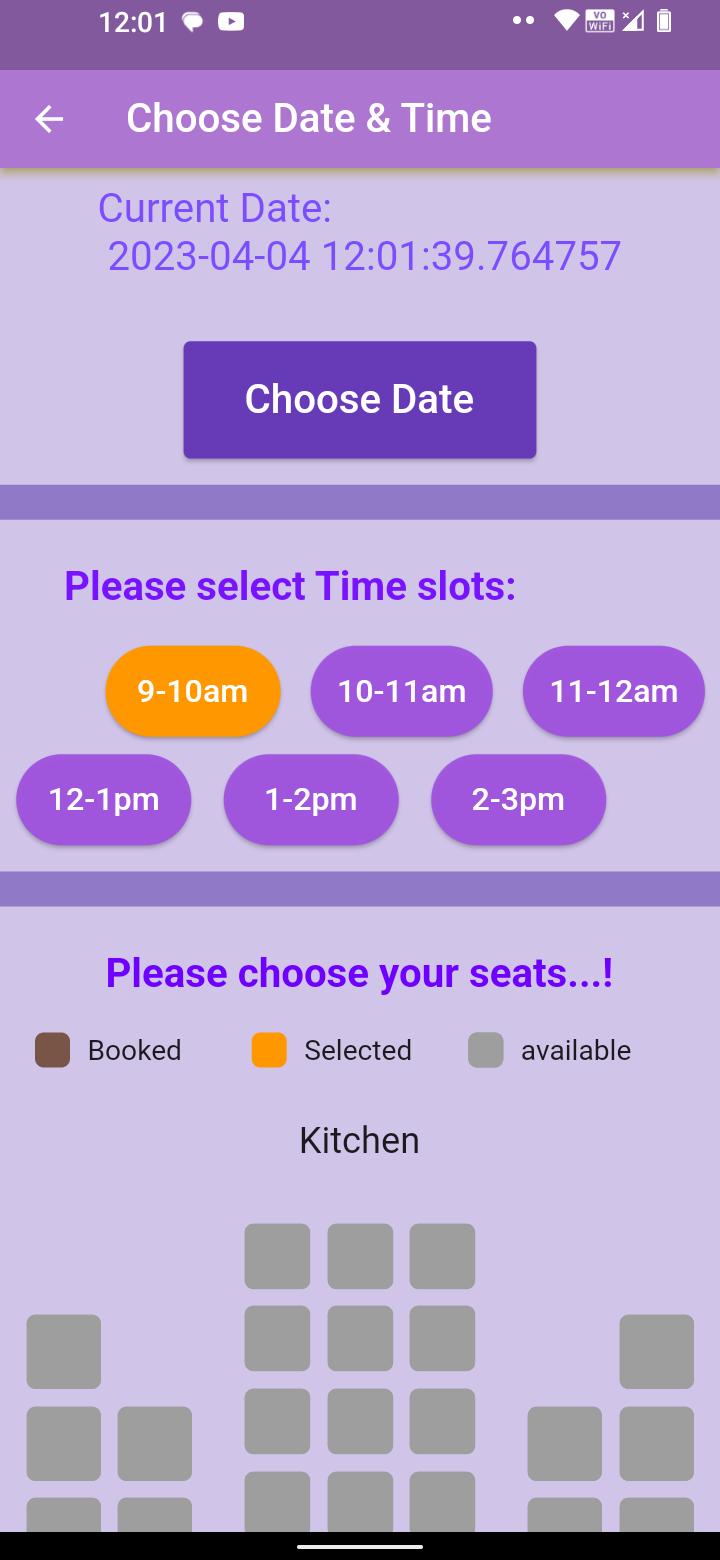 12:01 VO WiFi
Choose Date & Time
Current Date:
2023-04-04 12:01:39.764757
Choose Date
Please select Time slots:
9-10am 10-11am 11-12am
12-1pm 1-2pm 2-3pm
Please choose your seats...!
Booked Selected available
Kitchen